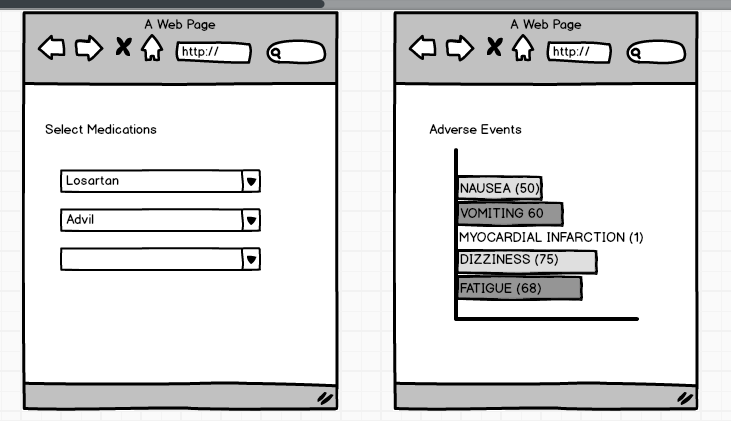 A Web Page
http://
Select Medications
Losartan
Advil
A Web Page
http://
Adverse Events
NAUSEA (50)
VOMITING 60
MYOCARDIAL INFARCTION (1)
DIZZINESS (75)
FATIGUE (68)